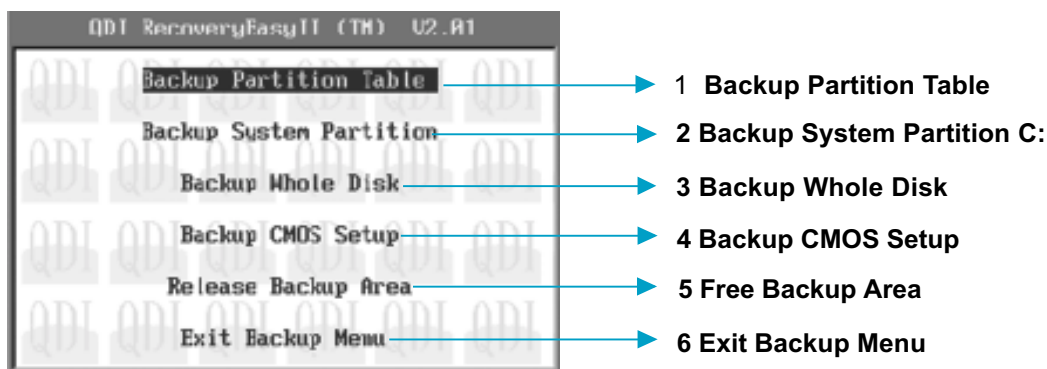 QDI RecoveryEasyII (TM) V2.A1
Backup Partition Table
1 Backup Partition Table
Backup System Partition
2 Backup System Partition C:
Backup Whole Disk
3 Backup Whole Disk
Backup CMOS Setup
4 Backup CMOS Setup
Release Backup Area
5 Free Backup Area
Exit Backup Menu
6 Exit Backup Menu